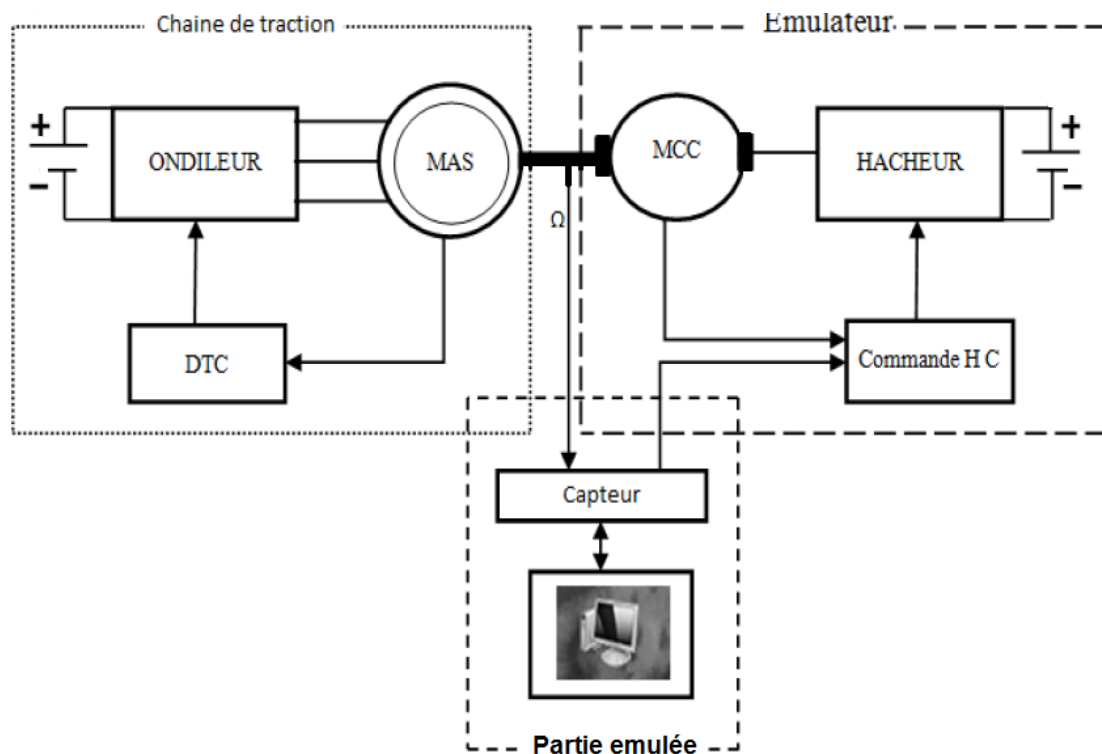 Chaine de traction
Emulateur
+
-
ONDILEUR
MAS
MCC
HACHEUR
+
-
Ω
DTC
Commande H C
Capteur
Partie emulée